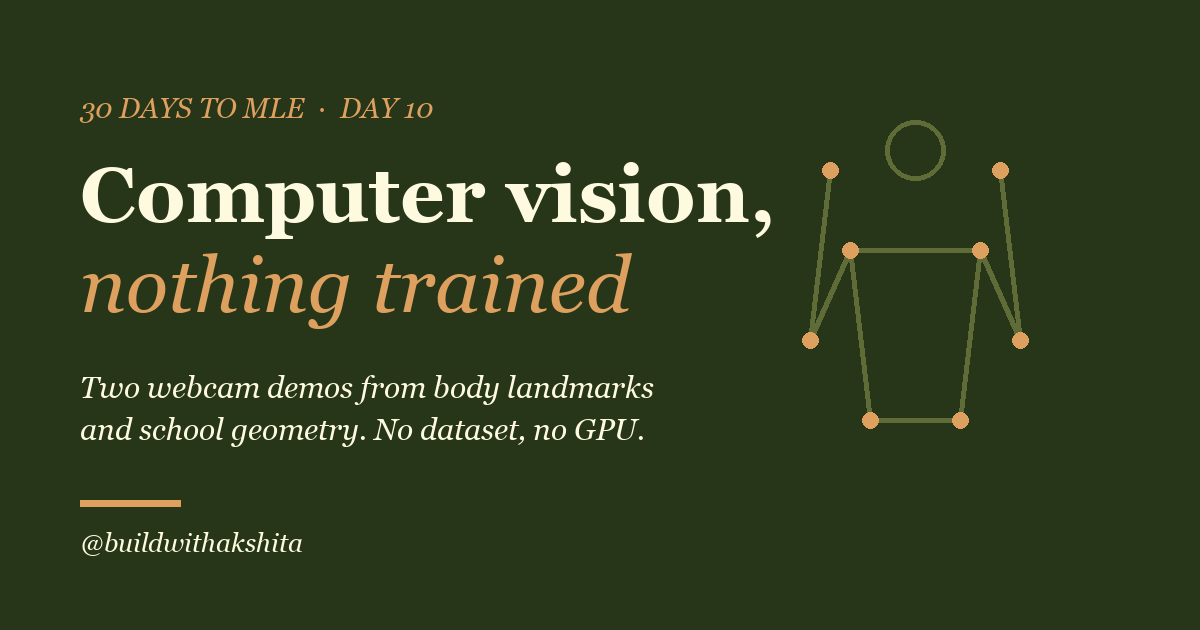 30 DAYS TO MLE · DAY 10
Computer vision,
nothing trained
Two webcam demos from body landmarks
and school geometry. No dataset, no GPU.
@buildwithakshita